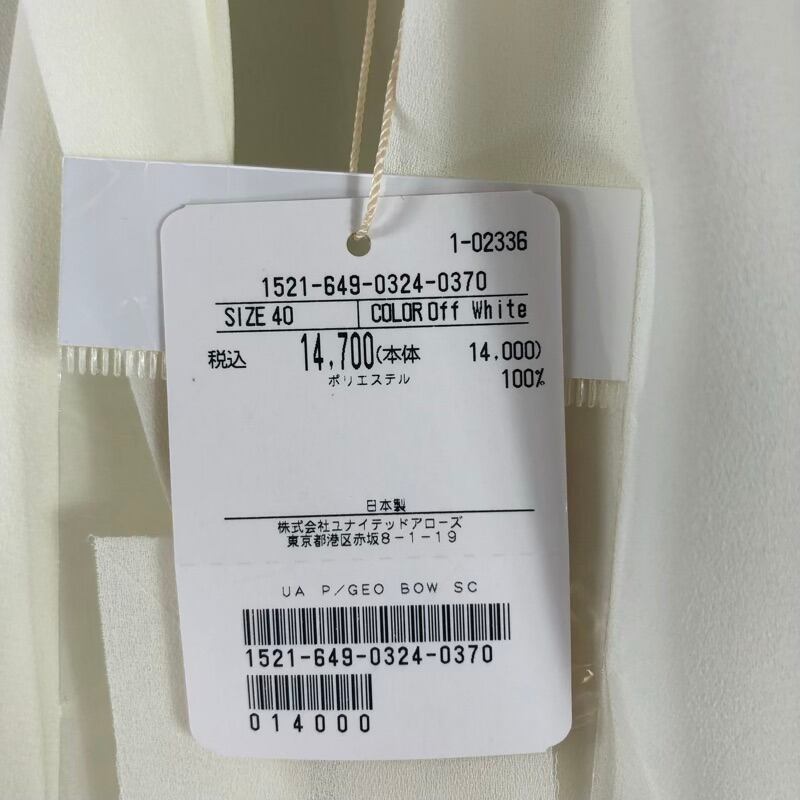 1-02336
1521-649-0324-0370
SIZE 40 COLOR Off White
税込 14,700(本体 14,000)
ポリエステル 100%
日本製
株式会社ユナイテッドアローズ
東京都港区赤坂8-1-19
UA P/GEO BOW SC
1521-649-0324-0370
014000